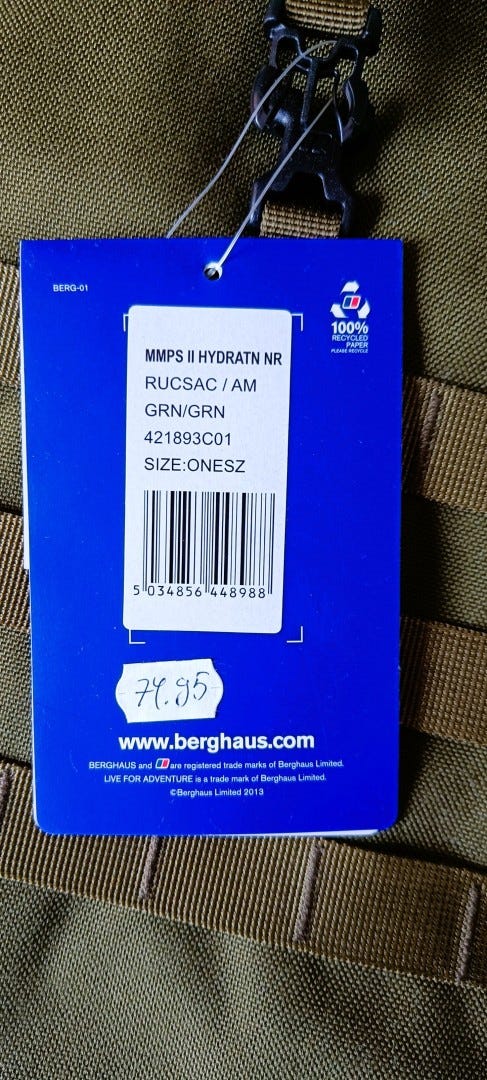 BERG-01
100%
RECYCLED
PAPER
PLEASE RECYCLE
MMPS II HYDRATN NR
RUCSAC / AM
GRN/GRN
421893C01
SIZE:ONESZ
5 034856 448988
74.95
www.berghaus.com
BERGHAUS and are registered trade marks of Berghaus Limited.
LIVE FOR ADVENTURE is a trade mark of Berghaus Limited.
©Berghaus Limited 2013